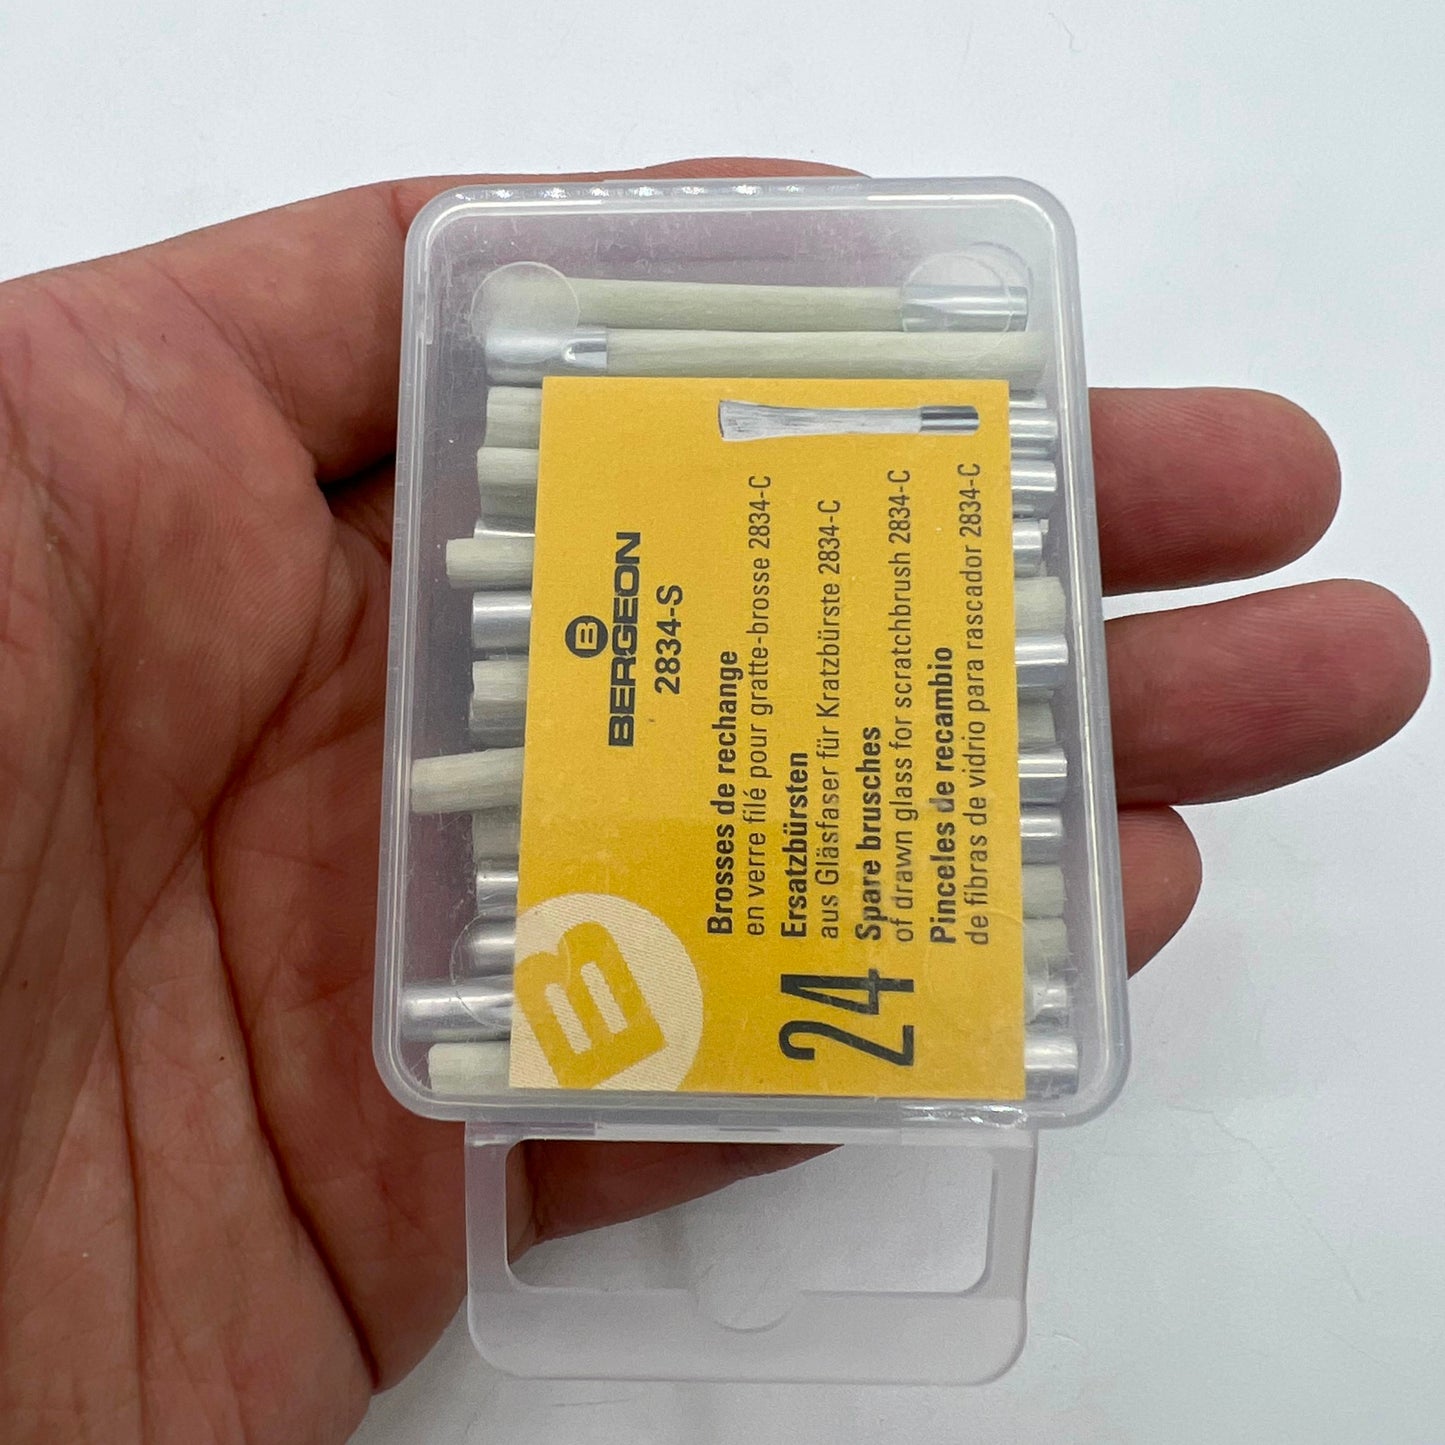 B
BERGEON
2834-S
Brosses de rechange
en verre filé pour gratte-brosse 2834-C
Ersatzbürsten
aus Gläsfaser für Kratzbürste 2834-C
Spare brusches
of drawn glass for scratchbrush 2834-C
Pinceles de recambio
de fibras de vidrio para rascador 2834-C
24
B